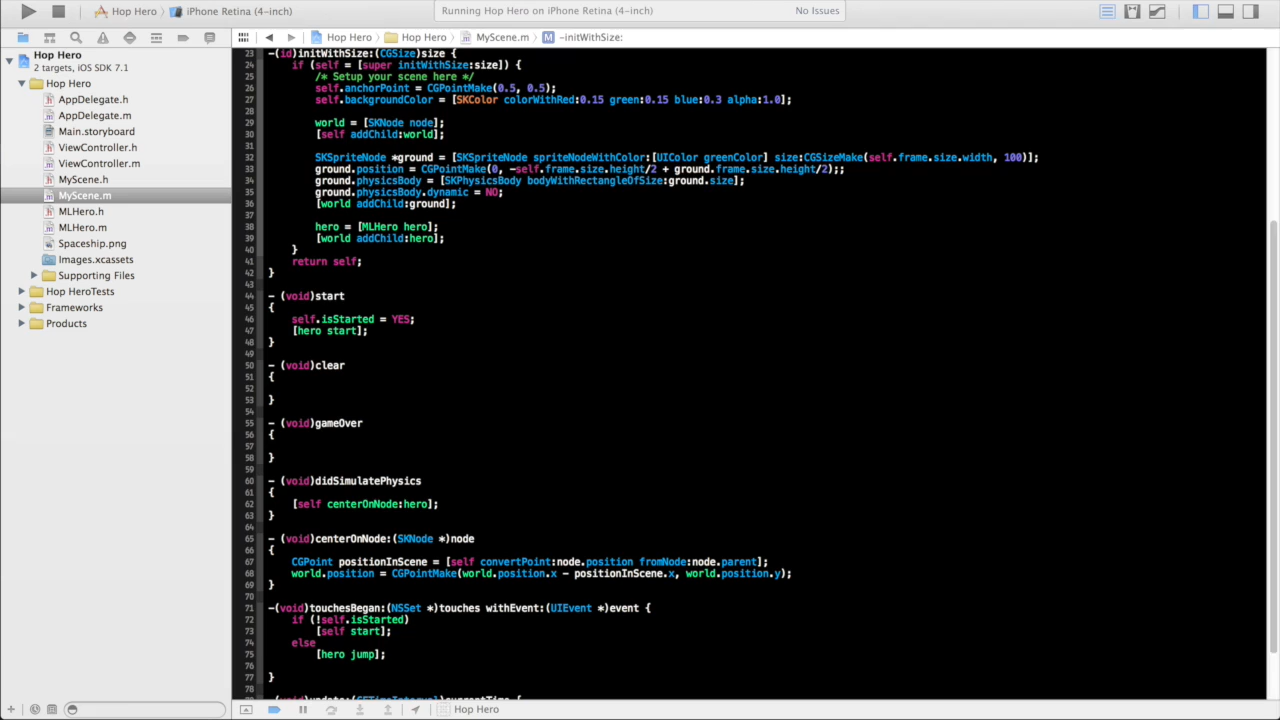 Hop Hero
iPhone Retina (4-inch)
Running Hop Hero on iPhone Retina (4-inch)
No Issues
Hop Hero
Hop Hero
MyScene.m
M
-initWithSize:
Hop Hero
2 targets, iOS SDK 7.1
Hop Hero
AppDelegate.h
AppDelegate.m
Main.storyboard
ViewController.h
ViewController.m
MyScene.h
MyScene.m
MLHero.h
MLHero.m
Spaceship.png
Images.xcassets
Supporting Files
Hop HeroTests
Frameworks
Products
23 -(id)initWithSize:(CGSize)size {
24 if (self = [super initWithSize:size]) {
25 /* Setup your scene here */
26 self.anchorPoint = CGPointMake(0.5, 0.5);
27 self.backgroundColor = [SKColor colorWithRed:0.15 green:0.15 blue:0.3 alpha:1.0];
28
29 world = [SKNode node];
30 [self addChild:world];
31
32 SKSpriteNode *ground = [SKSpriteNode spriteNodeWithColor:[UIColor greenColor] size:CGSizeMake(self.frame.size.width, 100)];
33 ground.position = CGPointMake(0, -self.frame.size.height/2 + ground.frame.size.height/2);;
34 ground.physicsBody = [SKPhysicsBody bodyWithRectangleOfSize:ground.size];
35 ground.physicsBody.dynamic = NO;
36 [world addChild:ground];
37
38 hero = [MLHero hero];
39 [world addChild:hero];
40 }
41 return self;
42 }
43
44 - (void)start
45 {
46 self.isStarted = YES;
47 [hero start];
48 }
49
50 - (void)clear
51 {
52
53 }
54
55 - (void)gameOver
56 {
57
58 }
59
60 - (void)didSimulatePhysics
61 {
62 [self centerOnNode:hero];
63 }
64
65 - (void)centerOnNode:(SKNode *)node
66 {
67 CGPoint positionInScene = [self convertPoint:node.position fromNode:node.parent];
68 world.position = CGPointMake(world.position.x - positionInScene.x, world.position.y);
69 }
70
71 -(void)touchesBegan:(NSSet *)touches withEvent:(UIEvent *)event {
72 if (!self.isStarted)
73 [self start];
74 else
75 [hero jump];
76
77 }
78
-(void)update:(CFTimeInterval)currentTime {
Hop Hero